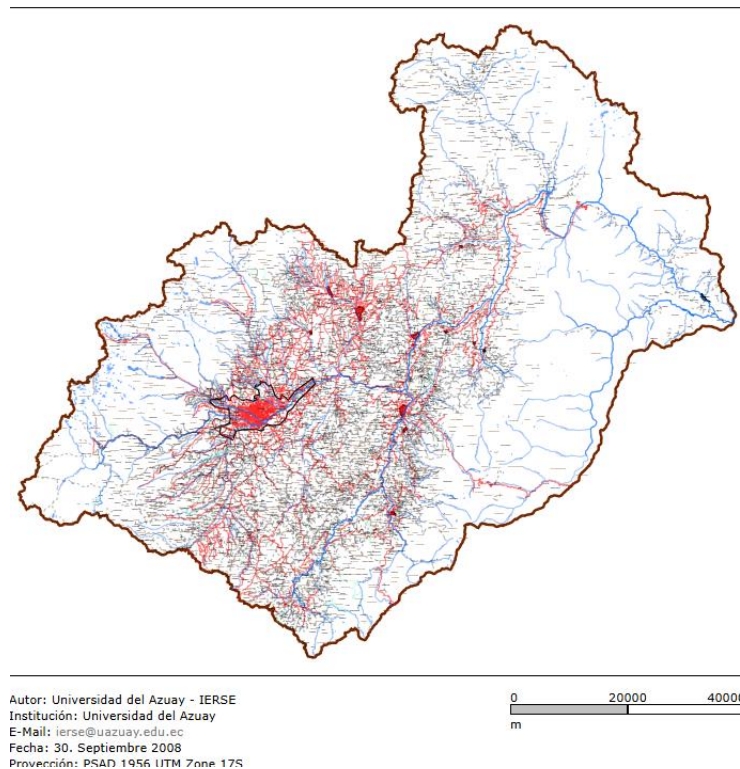 Autor: Universidad del Azuay - IERSE
Institución: Universidad del Azuay
E-Mail: ierse@uazuay.edu.ec
Fecha: 30. Septiembre 2008
Proyección: PSAD 1956 UTM Zone 17S
0 20000 40000
m